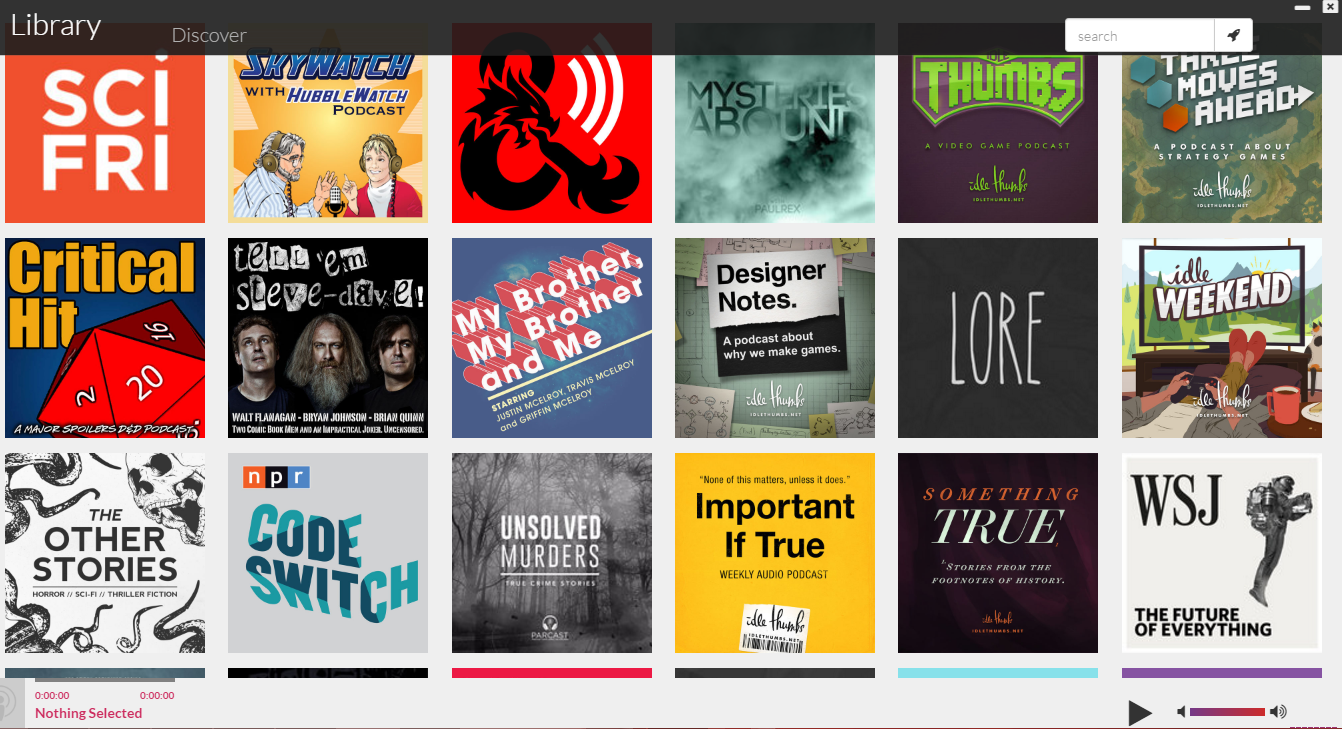 Library
Discover
search
SCI
FRI
SKYWATCH
WITH HUBBLEWATCH
PODCAST
MYSTERIES
ABOUND
PAULREX
IDLE
THUMBS
A VIDEO GAME PODCAST
idle thumbs
IDLETHUMBS.NET
THREE
MOVES
AHEAD
A PODCAST ABOUT
STRATEGY GAMES
idle thumbs
IDLETHUMBS.NET
Critical
Hit
16
2
20
A MAJOR SPOILERS D&D PODCAST
tELL 'em
SteVe-dave!
WALT FLANAGAN - BRYAN JOHNSON - BRIAN QUINN
TWO COMIC BOOK MEN AND AN IMPRACTICAL JOKER. UNCENSORED.
My Brother,
My Brother
and Me
STARRING
JUSTIN MCELROY, TRAVIS MCELROY
and GRIFFIN MCELROY
Designer
Notes.
A podcast about
why we make games.
idle thumbs
IDLETHUMBS.NET
LORE
idle
WEEKEND
idle thumbs
IDLETHUMBS.NET
THE
OTHER
STORIES
HORROR // SCI-FI // THRILLER FICTION
n p r
CODE
SWITCH
UNSOLVED
MURDERS
TRUE CRIME STORIES
PARCAST
"None of this matters, unless it does."
Important
If True
WEEKLY AUDIO PODCAST
idle thumbs
IDLETHUMBS.NET
SOMETHING
TRUE
STORIES FROM THE
FOOTNOTES OF HISTORY.
idle thumb
IDLETHUMBS.NET
WSJ
THE FUTURE
OF EVERYTHING
0:00:00
0:00:00
Nothing Selected